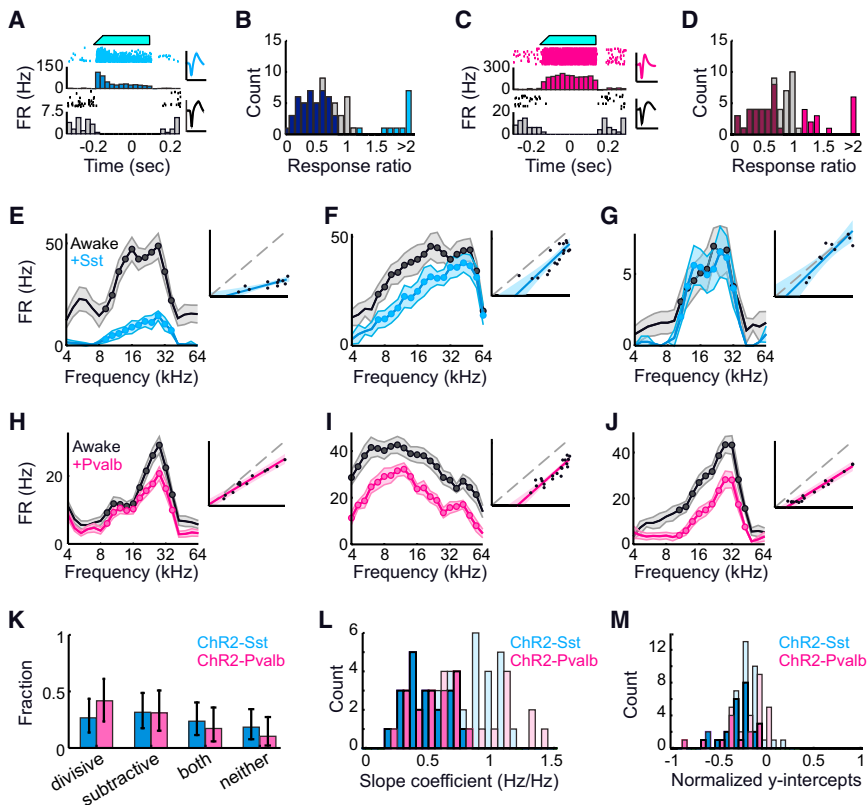 A
B
C
D
150
0
7.5
0
FR (Hz)
-0.2 0 0.2
Time (sec)
15
10
5
0
Count
0 0.5 1 1.5 >2
Response ratio
300
0
30
0
FR (Hz)
-0.2 0 0.2
Time (sec)
15
10
5
0
Count
0 0.5 1 1.5 >2
Response ratio
E
F
G
Awake
+Sst
50
0
FR (Hz)
4 8 16 32 64
Frequency (kHz)
50
0
4 8 16 32 64
Frequency (kHz)
5
0
4 8 16 32 64
Frequency (kHz)
H
I
J
Awake
+Pvalb
20
0
FR (Hz)
4 8 16 32 64
Frequency (kHz)
40
20
0
4 8 16 32 64
Frequency (kHz)
40
20
0
4 8 16 32 64
Frequency (kHz)
K
L
M
ChR2-Sst
ChR2-Pvalb
1
0.5
0
Fraction
divisive
subtractive
both
neither
ChR2-Sst
ChR2-Pvalb
6
4
2
0
Count
0 0.5 1 1.5
Slope coefficient (Hz/Hz)
ChR2-Sst
ChR2-Pvalb
12
8
4
0
Count
-1 -0.5 0 0.5 1
Normalized y-intercepts